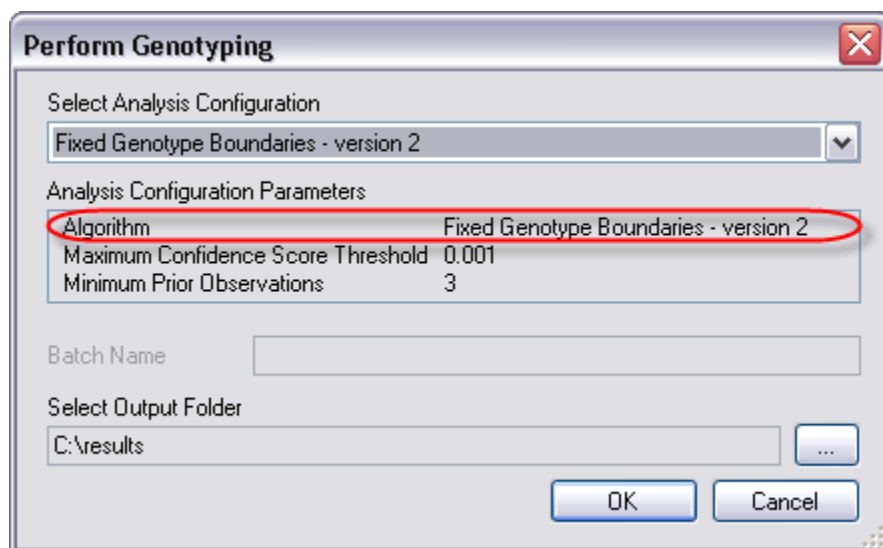 Perform Genotyping
Select Analysis Configuration
Fixed Genotype Boundaries - version 2
Analysis Configuration Parameters
Algorithm Fixed Genotype Boundaries - version 2
Maximum Confidence Score Threshold 0.001
Minimum Prior Observations 3
Batch Name
Select Output Folder
C:\results
...
OK Cancel